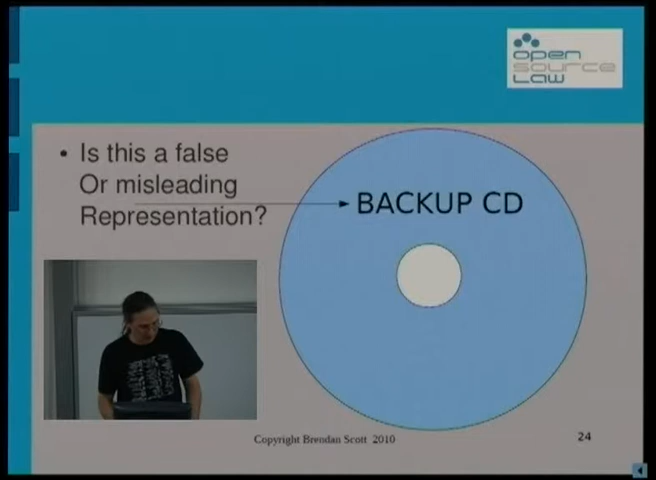 open
source
Law
• Is this a false
Or misleading
Representation?
BACKUP CD
Copyright Brendan Scott 2010
24